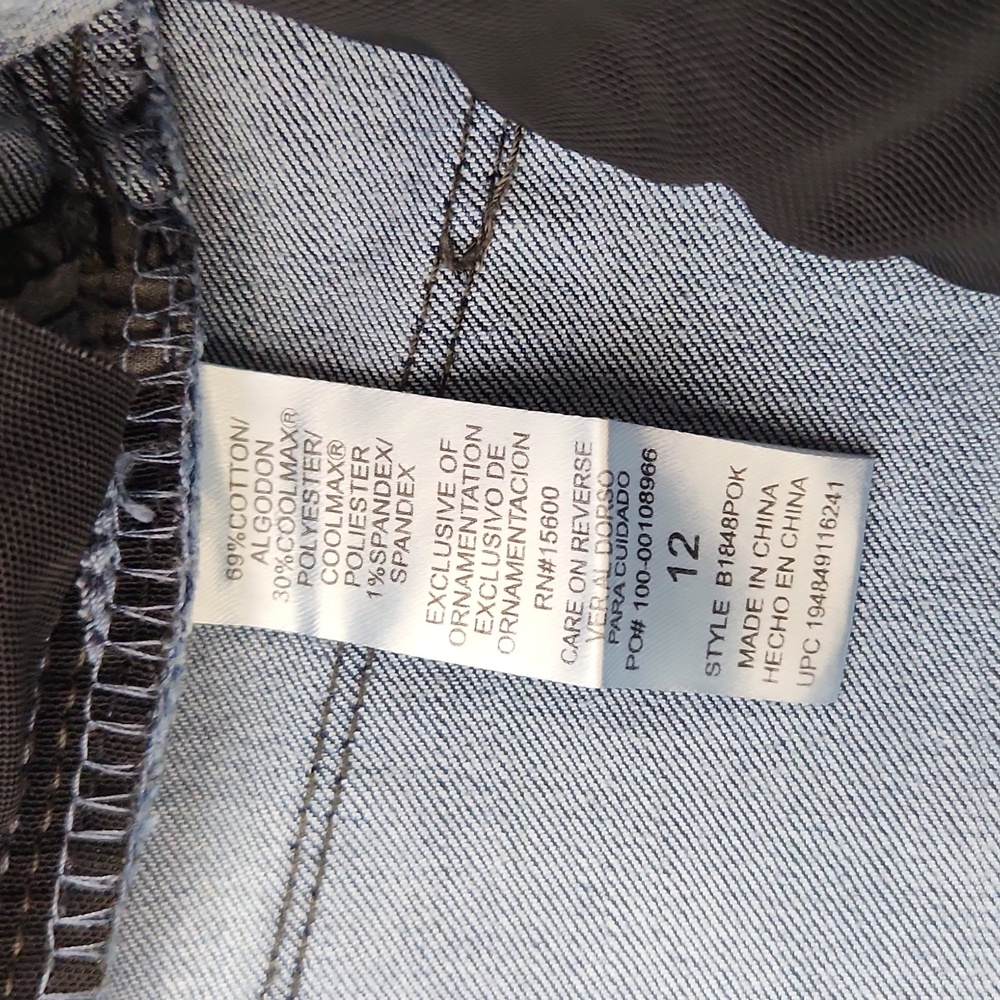 69%COTTON/
ALGODON
30%COOLMAX®
POLYESTER/
COOLMAX®
POLIESTER
1%SPANDEX/
SPANDEX
EXCLUSIVE OF
ORNAMENTATION
EXCLUSIVO DE
ORNAMENTACION
RN#15600
CARE ON REVERSE
VER AL DORSO
PARA CUIDADO
PO# 100-00108966
12
STYLE B1848POK
MADE IN CHINA
HECHO EN CHINA
UPC 194849116241